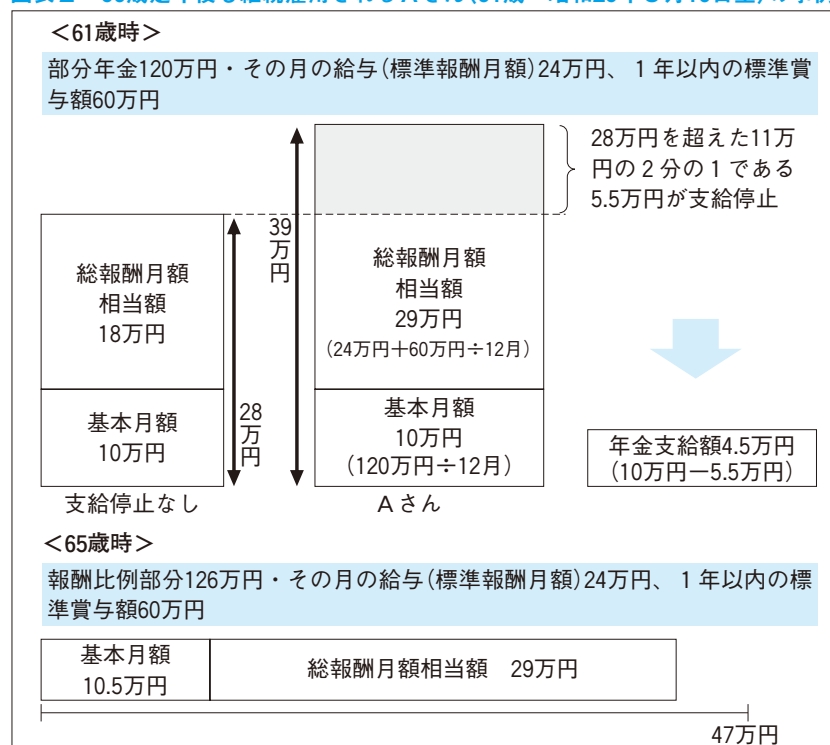 <61歳時>
部分年金120万円・その月の給与(標準報酬月額)24万円、1年以内の標準賞
与額60万円
28万円を超えた11万
円の2分の1である
5.5万円が支給停止
39万円
総報酬月額
相当額
18万円
総報酬月額
相当額
29万円
(24万円+60万円÷12月)
基本月額
10万円
28万円
基本月額
10万円
(120万円÷12月)
年金支給額4.5万円
(10万円ー5.5万円)
支給停止なし
Aさん
<65歳時>
報酬比例部分126万円・その月の給与(標準報酬月額)24万円、1年以内の標
準賞与額60万円
基本月額
10.5万円
総報酬月額相当額 29万円
47万円